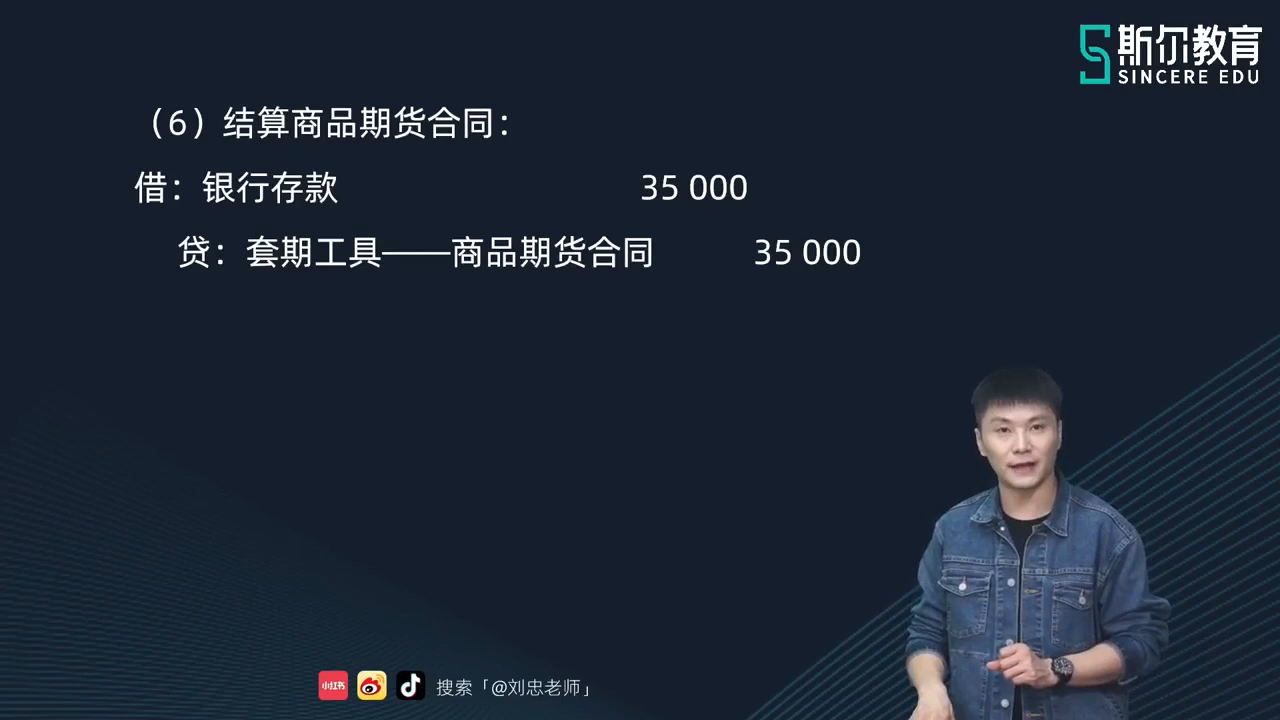 斯尔教育
SINCERE EDU
（6）结算商品期货合同：
借：银行存款 35 000
贷：套期工具——商品期货合同 35 000
小红书 搜索「@刘忠老师」